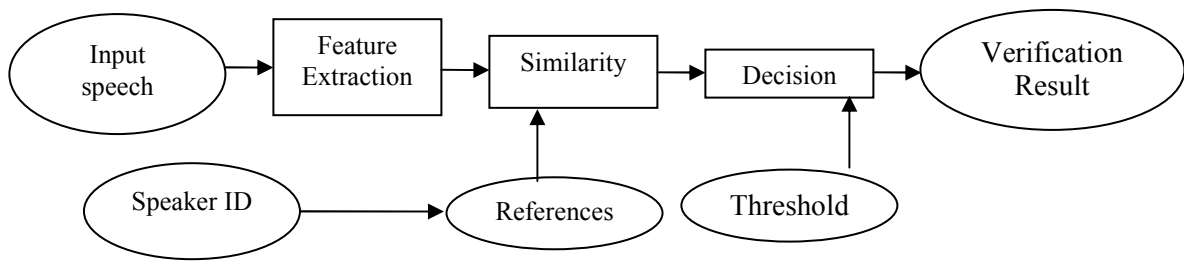 Input
speech
Feature
Extraction
Similarity
Decision
Verification
Result
Speaker ID
References
Threshold